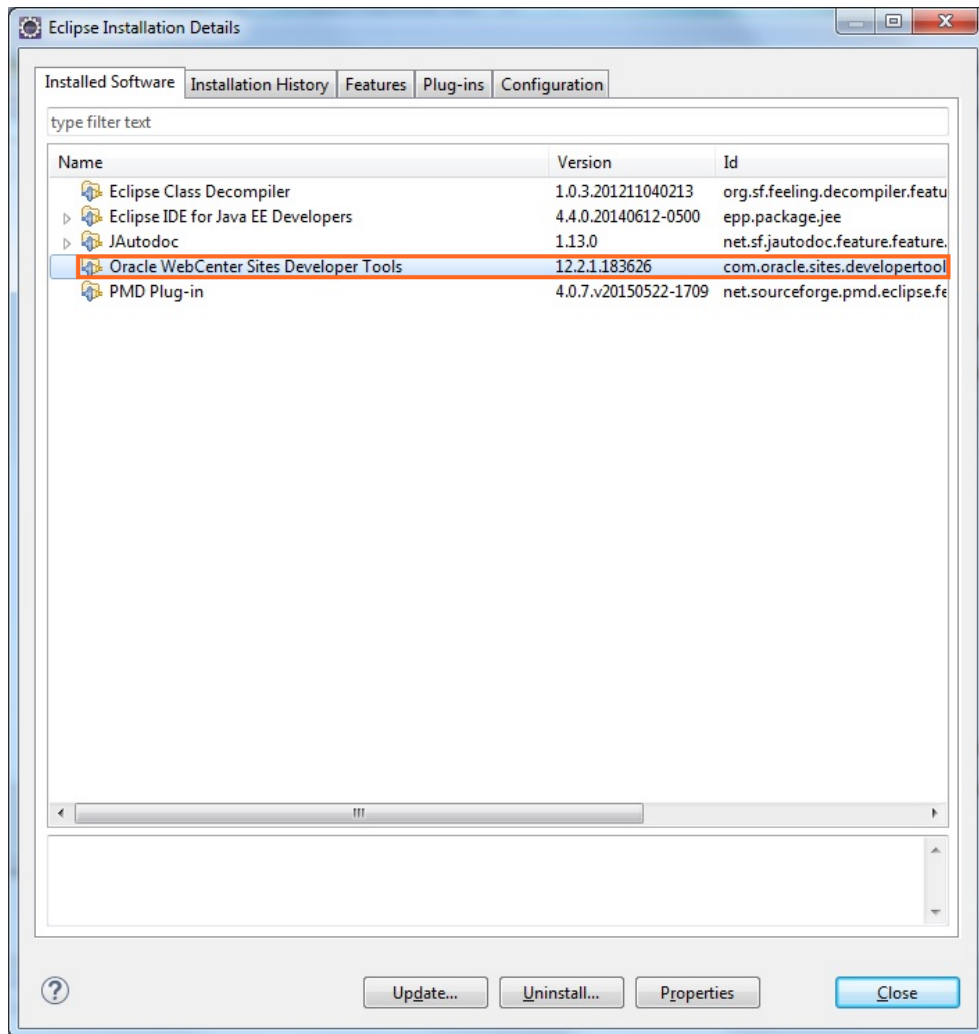 Eclipse Installation Details
Installed Software Installation History Features Plug-ins Configuration
type filter text
Name Version Id
Eclipse Class Decompiler 1.0.3.201211040213 org.sf.feeling.decompiler.featu
Eclipse IDE for Java EE Developers 4.4.0.20140612-0500 epp.package.jee
JAutodoc 1.13.0 net.sf.jautodoc.feature.feature.
Oracle WebCenter Sites Developer Tools 12.2.1.183626 com.oracle.sites.developertool
PMD Plug-in 4.0.7.v20150522-1709 net.sourceforge.pmd.eclipse.fe
Update... Uninstall... Properties Close